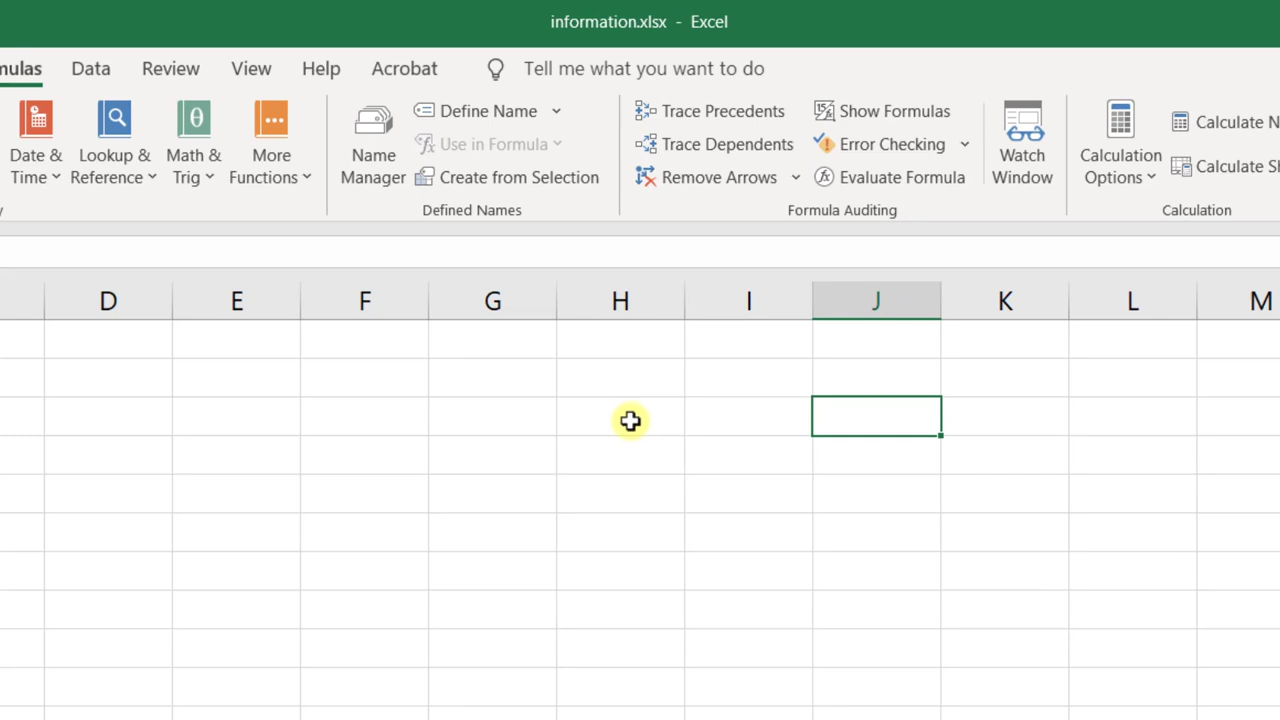 information.xlsx - Excel
mulas Data Review View Help Acrobat Tell me what you want to do
Date & Time
Lookup & Reference
Math & Trig
More Functions
Name Manager
Define Name
Use in Formula
Create from Selection
Defined Names
Trace Precedents
Trace Dependents
Remove Arrows
Show Formulas
Error Checking
Evaluate Formula
Formula Auditing
Watch Window
Calculation Options
Calculate N
Calculate S
Calculation
D E F G H I J K L M